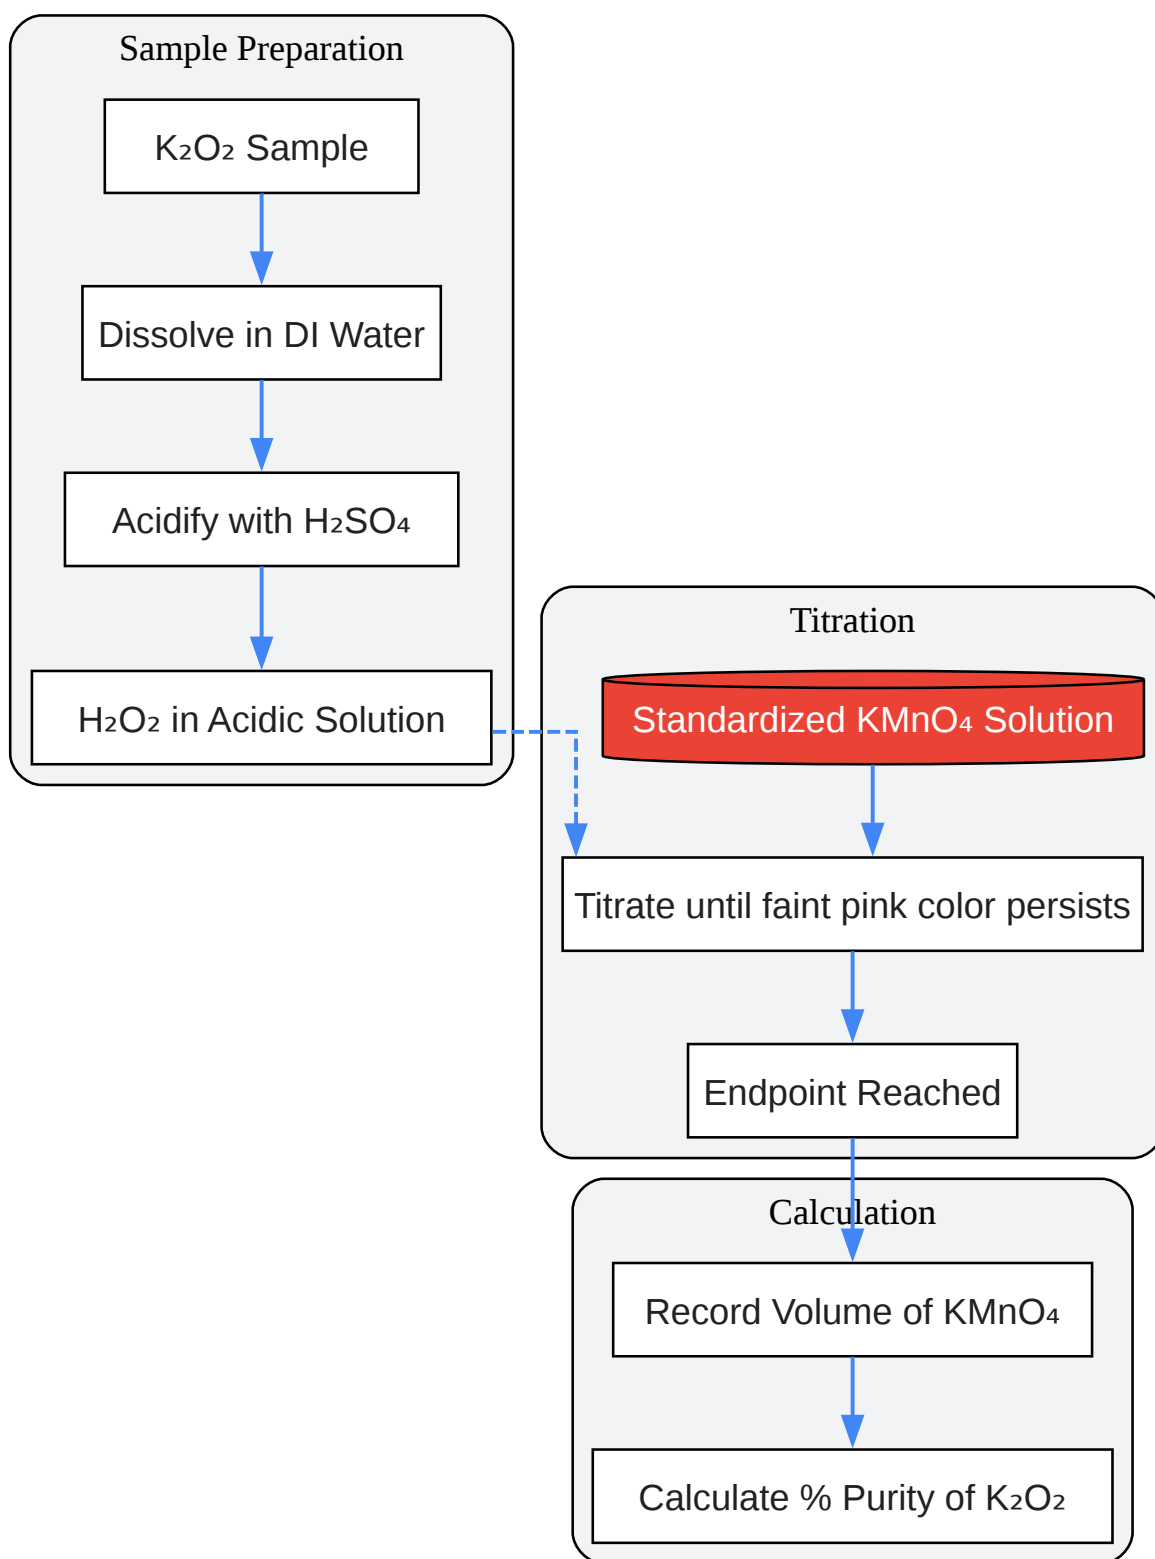 Sample Preparation
K₂O₂ Sample
Dissolve in DI Water
Acidify with H₂SO₄
H₂O₂ in Acidic Solution
Titration
Standardized KMnO₄ Solution
Titrate until faint pink color persists
Endpoint Reached
Calculation
Record Volume of KMnO₄
Calculate % Purity of K₂O₂